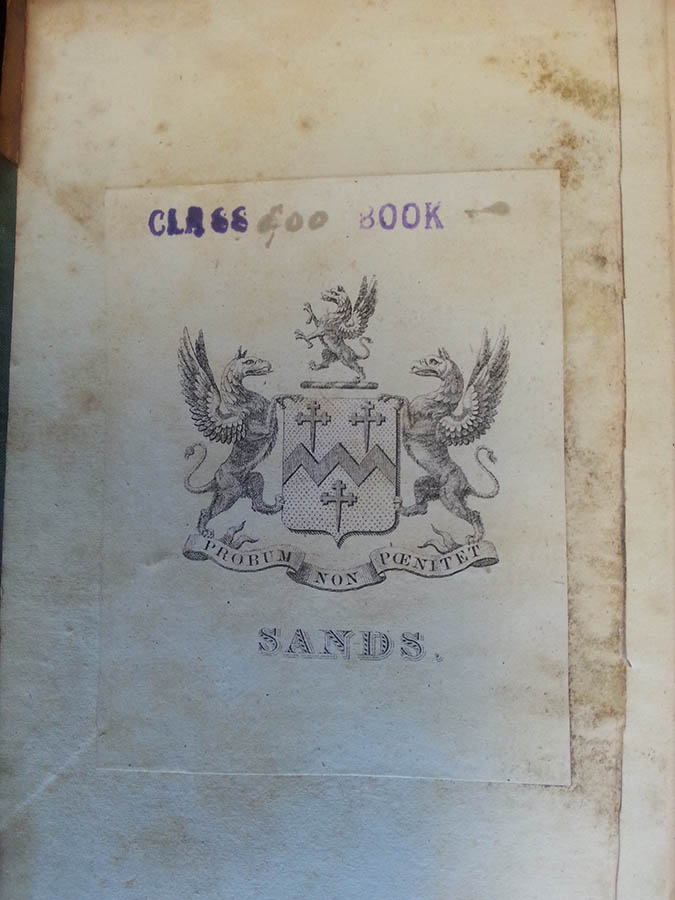 CLASS 600 BOOK
PROBUM NON PŒNITET
SANDS.